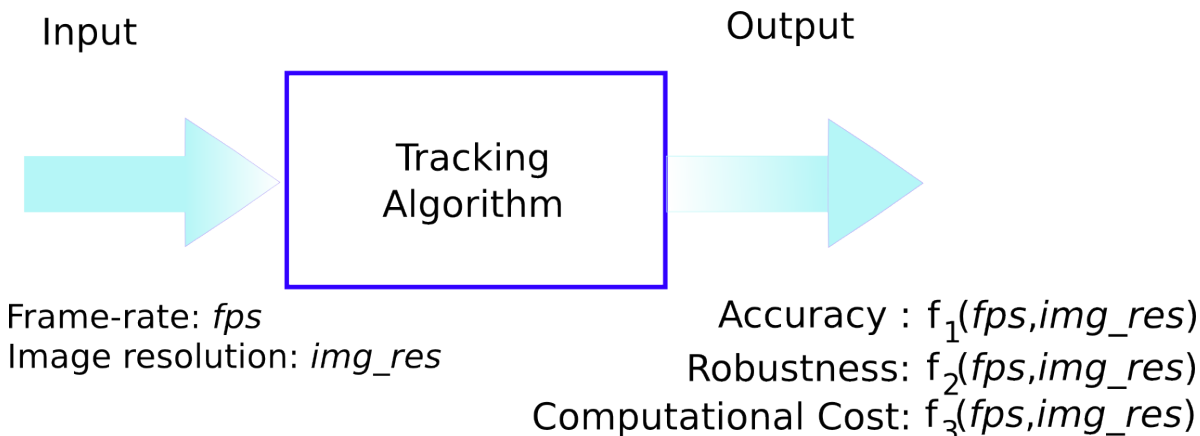 Input
Output
Tracking
Algorithm
Frame-rate: fps
Image resolution: img_res
Accuracy : f1(fps,img_res)
Robustness: f2(fps,img_res)
Computational Cost: f3(fps,img_res)